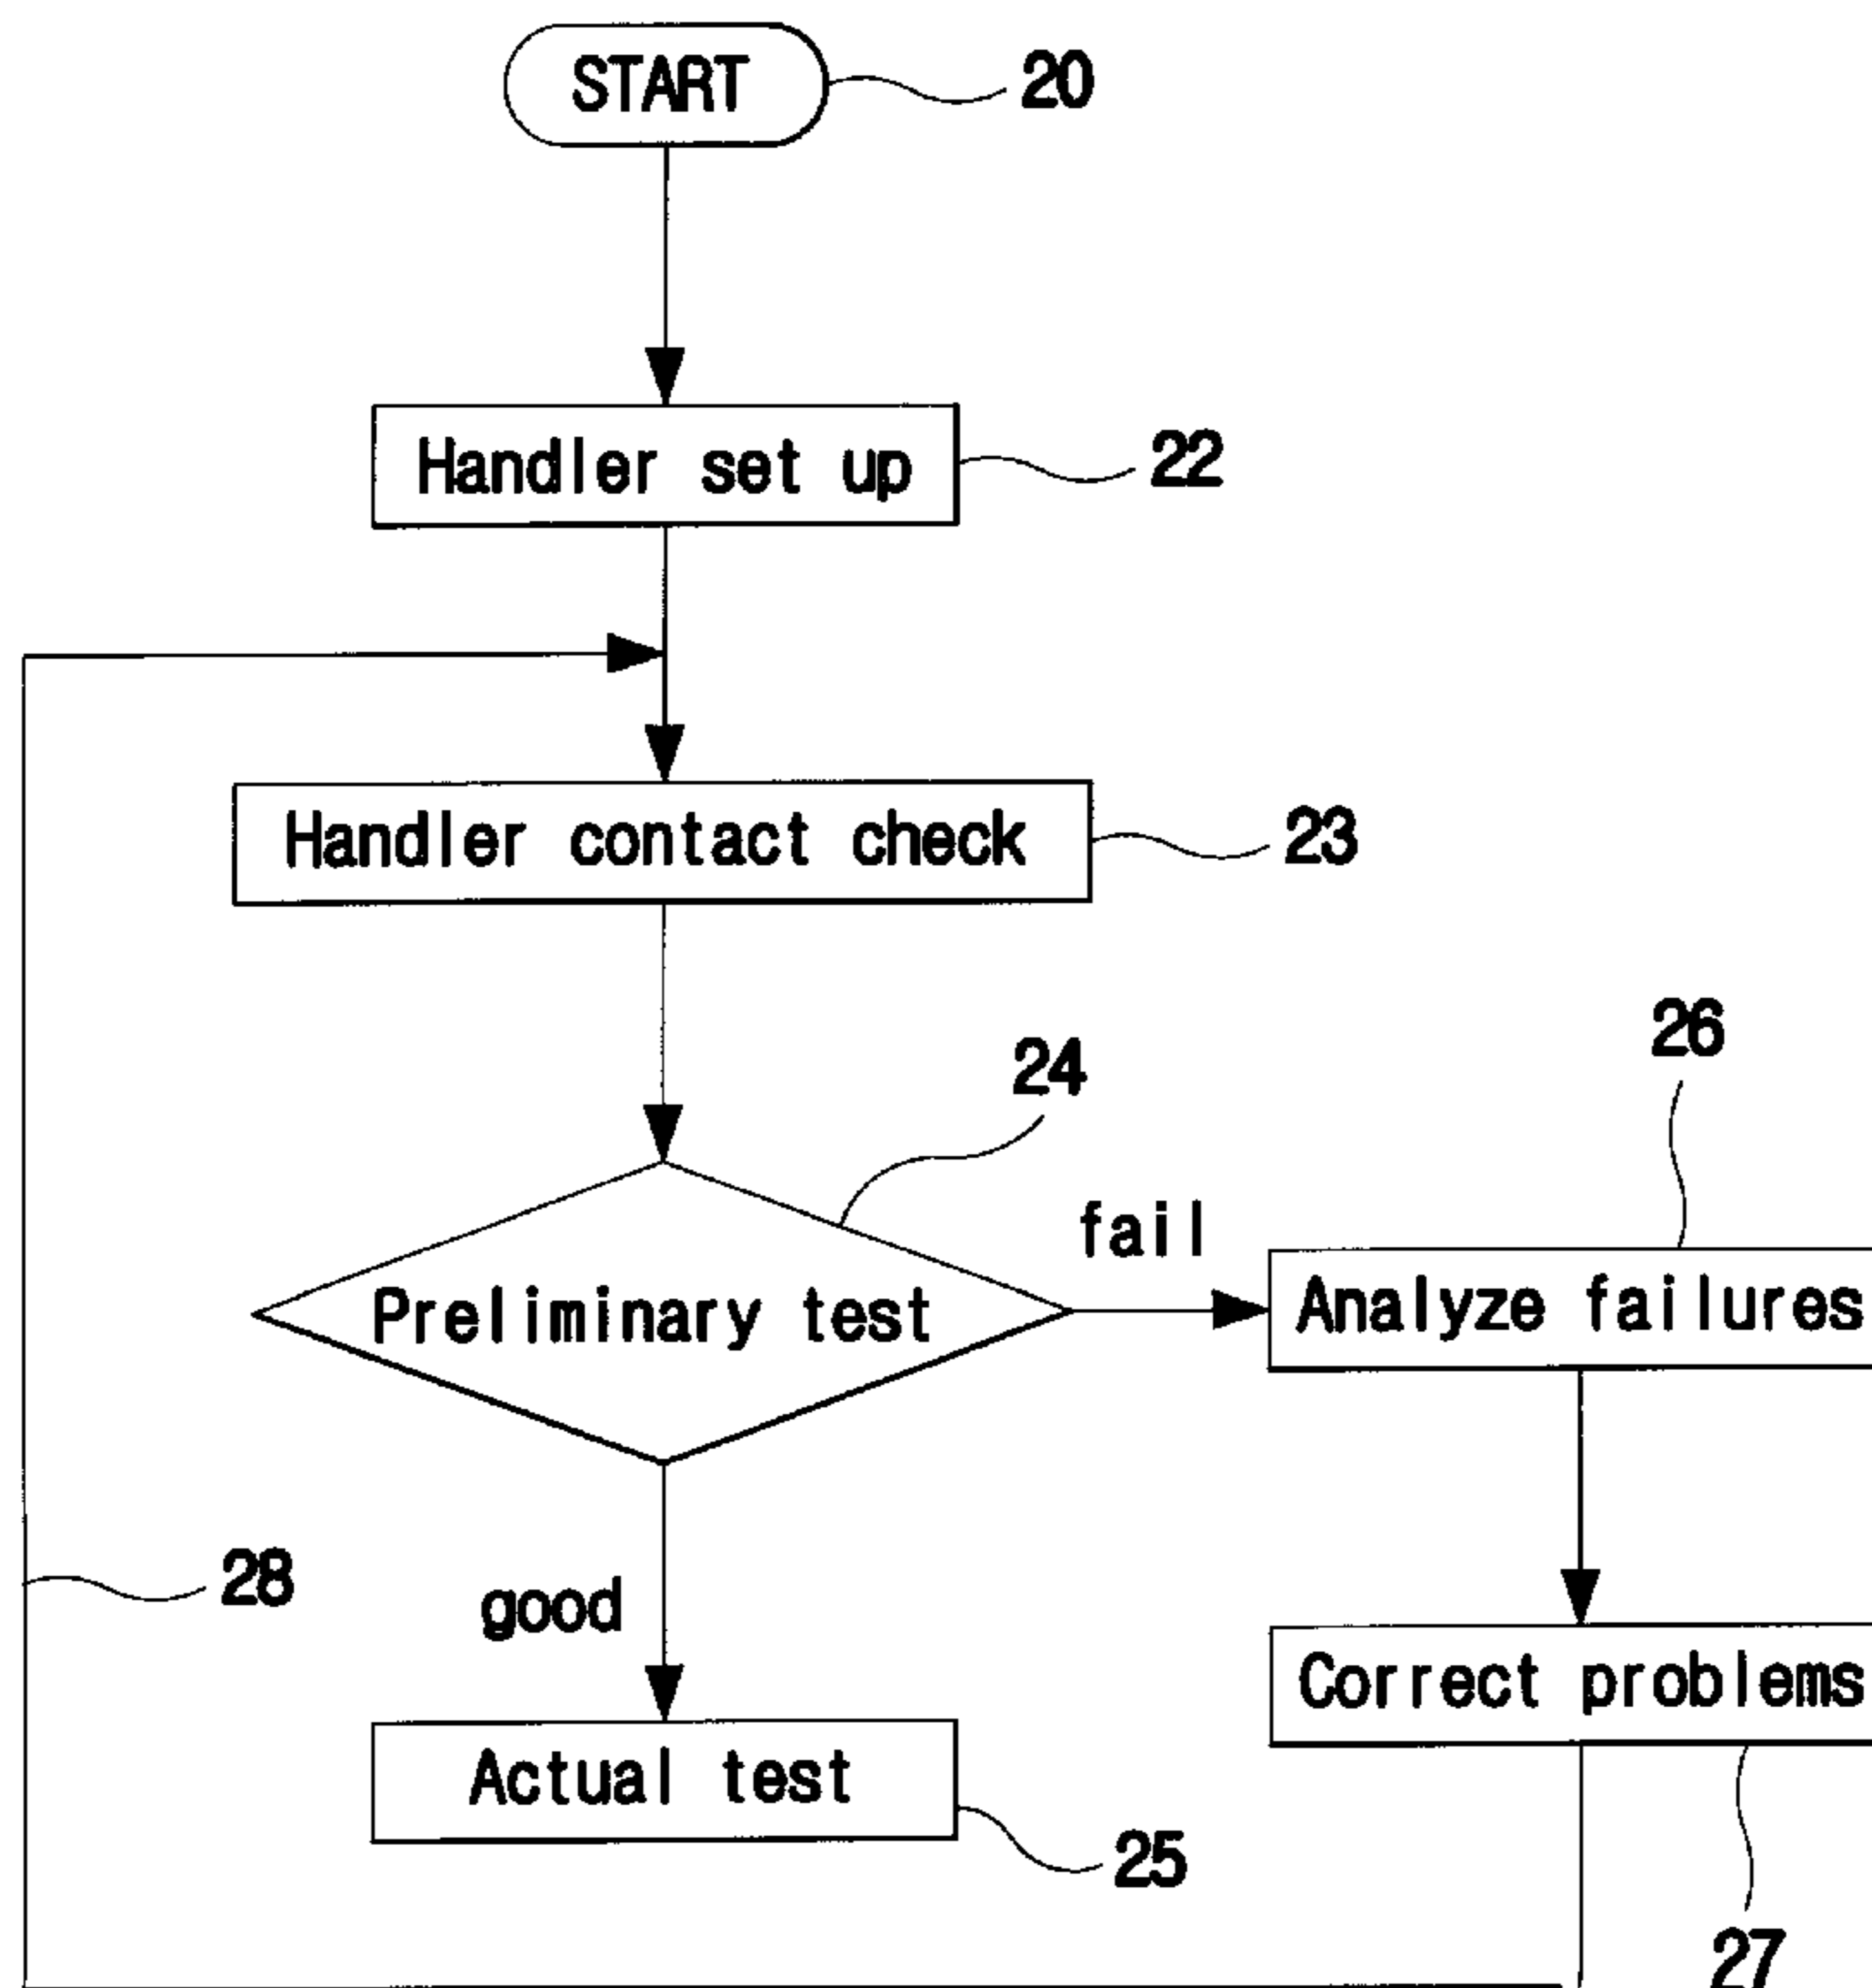 START
20
Handler set up
22
Handler contact check
23
24
26
fail
Preliminary test
Analyze failures
28
good
Correct problems
Actual test
25
27